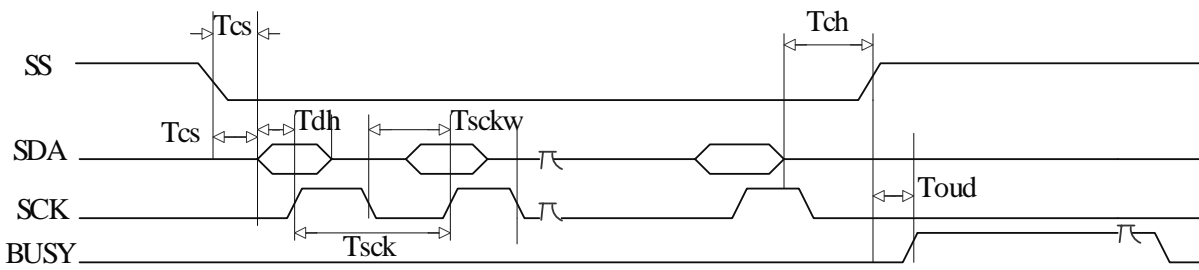 Tcs
Tch
SS
Tcs
Tdh
Tsckw
SDA
SCK
Toud
Tsck
BUSY